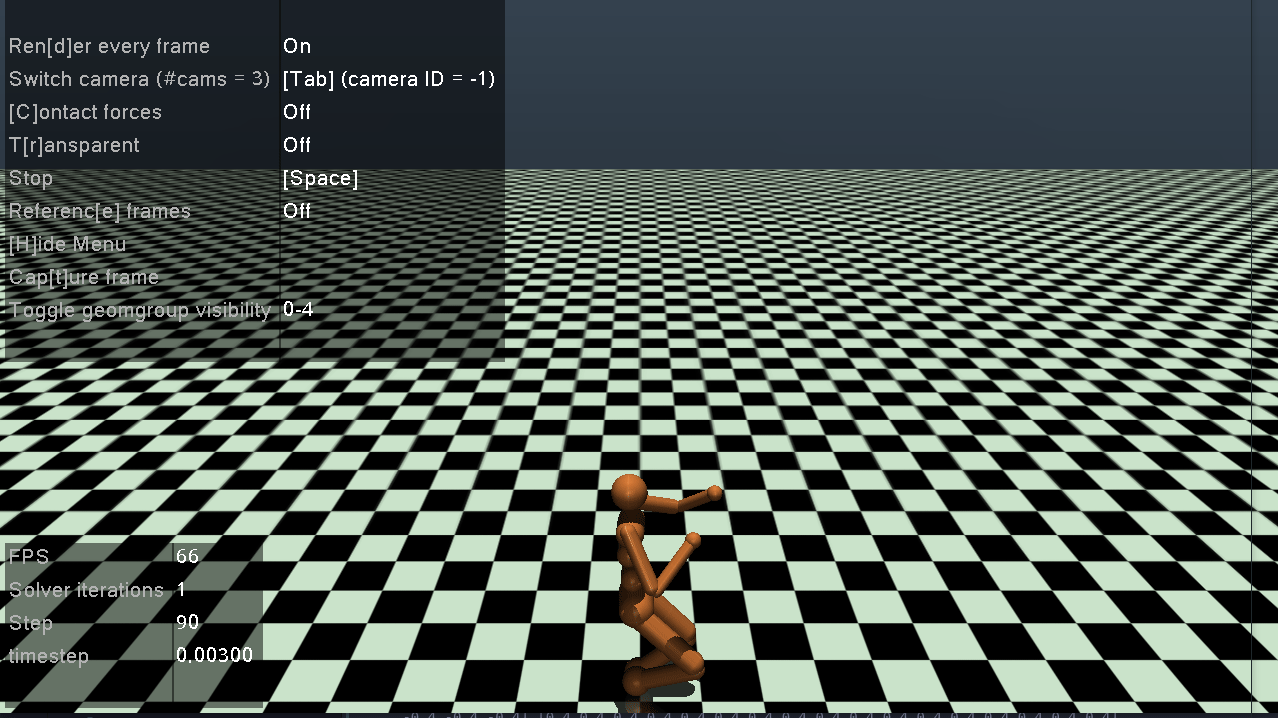 Ren[d]er every frame On
Switch camera (#cams = 3) [Tab] (camera ID = -1)
[C]ontact forces Off
T[r]ansparent Off
Stop [Space]
Referenc[e] frames Off
[H]ide Menu
Cap[t]ure frame
Toggle geomgroup visibility 0-4
FPS 66
Solver iterations 1
Step 90
timestep 0.00300